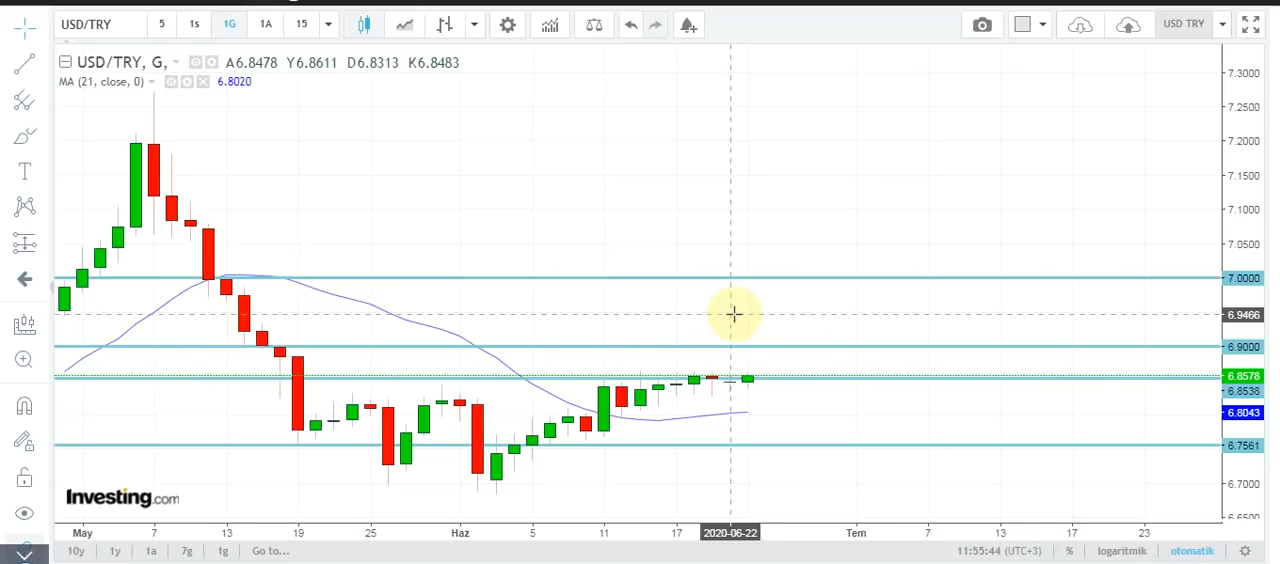 USD/TRY 5 1s 1G 1A 15 USD TRY
USD/TRY, G, A6.8478 Y6.8611 D6.8313 K6.8483
MA (21, close, 0) 6.8020
7.3000
7.2500
7.2000
7.1500
7.1000
7.0500
7.0000
6.9466
6.9000
6.8578
6.8538
6.8043
6.7561
6.7000
Investing.com
May 7 13 19 25 Haz 5 11 17 2020-06-22 Tem 7 13 17 23
10y 1y 1a 7g 1g Go to... 11:55:44 (UTC+3) % logaritmik otomatik